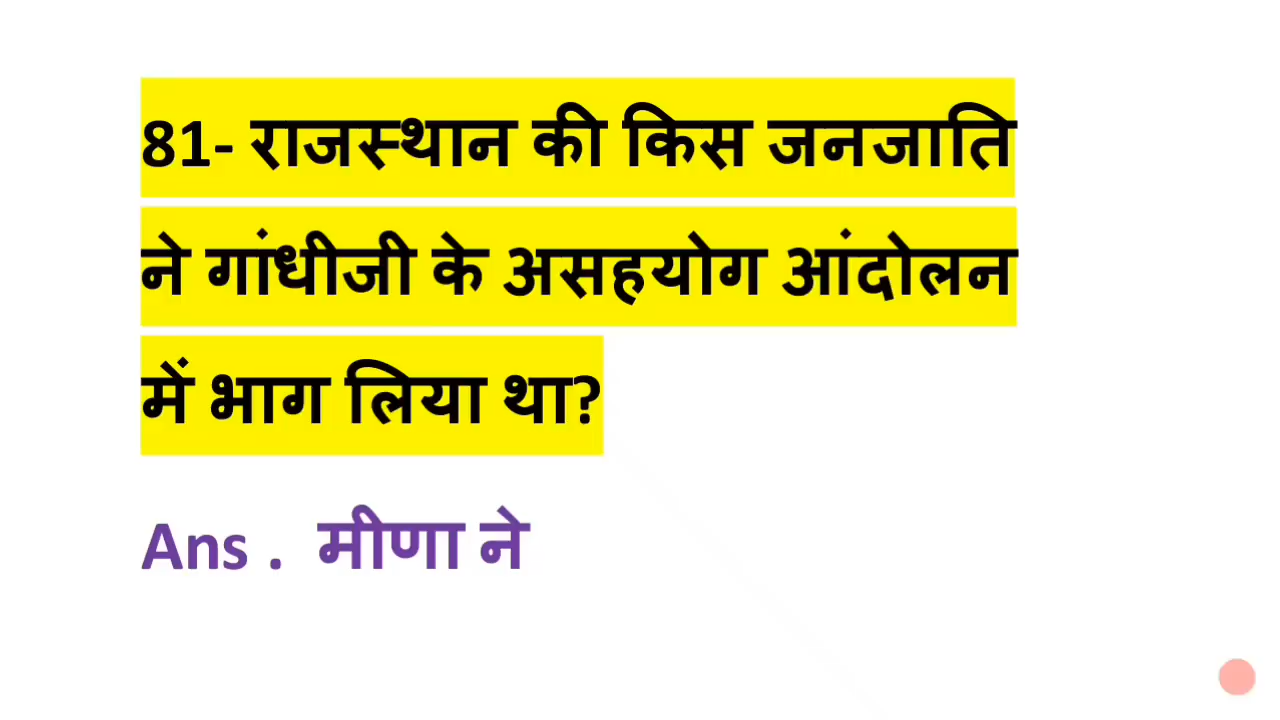 81- राजस्थान की किस जनजाति
ने गांधीजी के असहयोग आंदोलन
में भाग लिया था?
Ans . मीणा ने